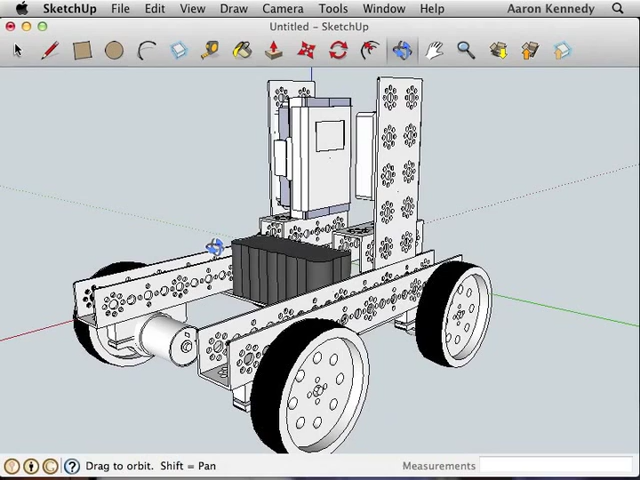 SketchUp File Edit View Draw Camera Tools Window Help Aaron Kennedy
Untitled - SketchUp
Drag to orbit. Shift = Pan Measurements